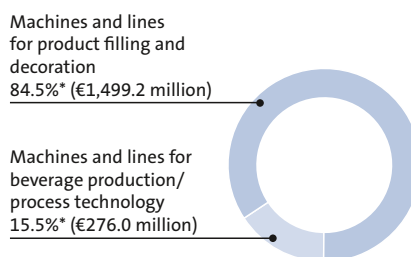 Machines and lines
for product filling and
decoration
84.5%* (€1,499.2 million)
Machines and lines for
beverage production/
process technology
15.5%* (€276.0 million)